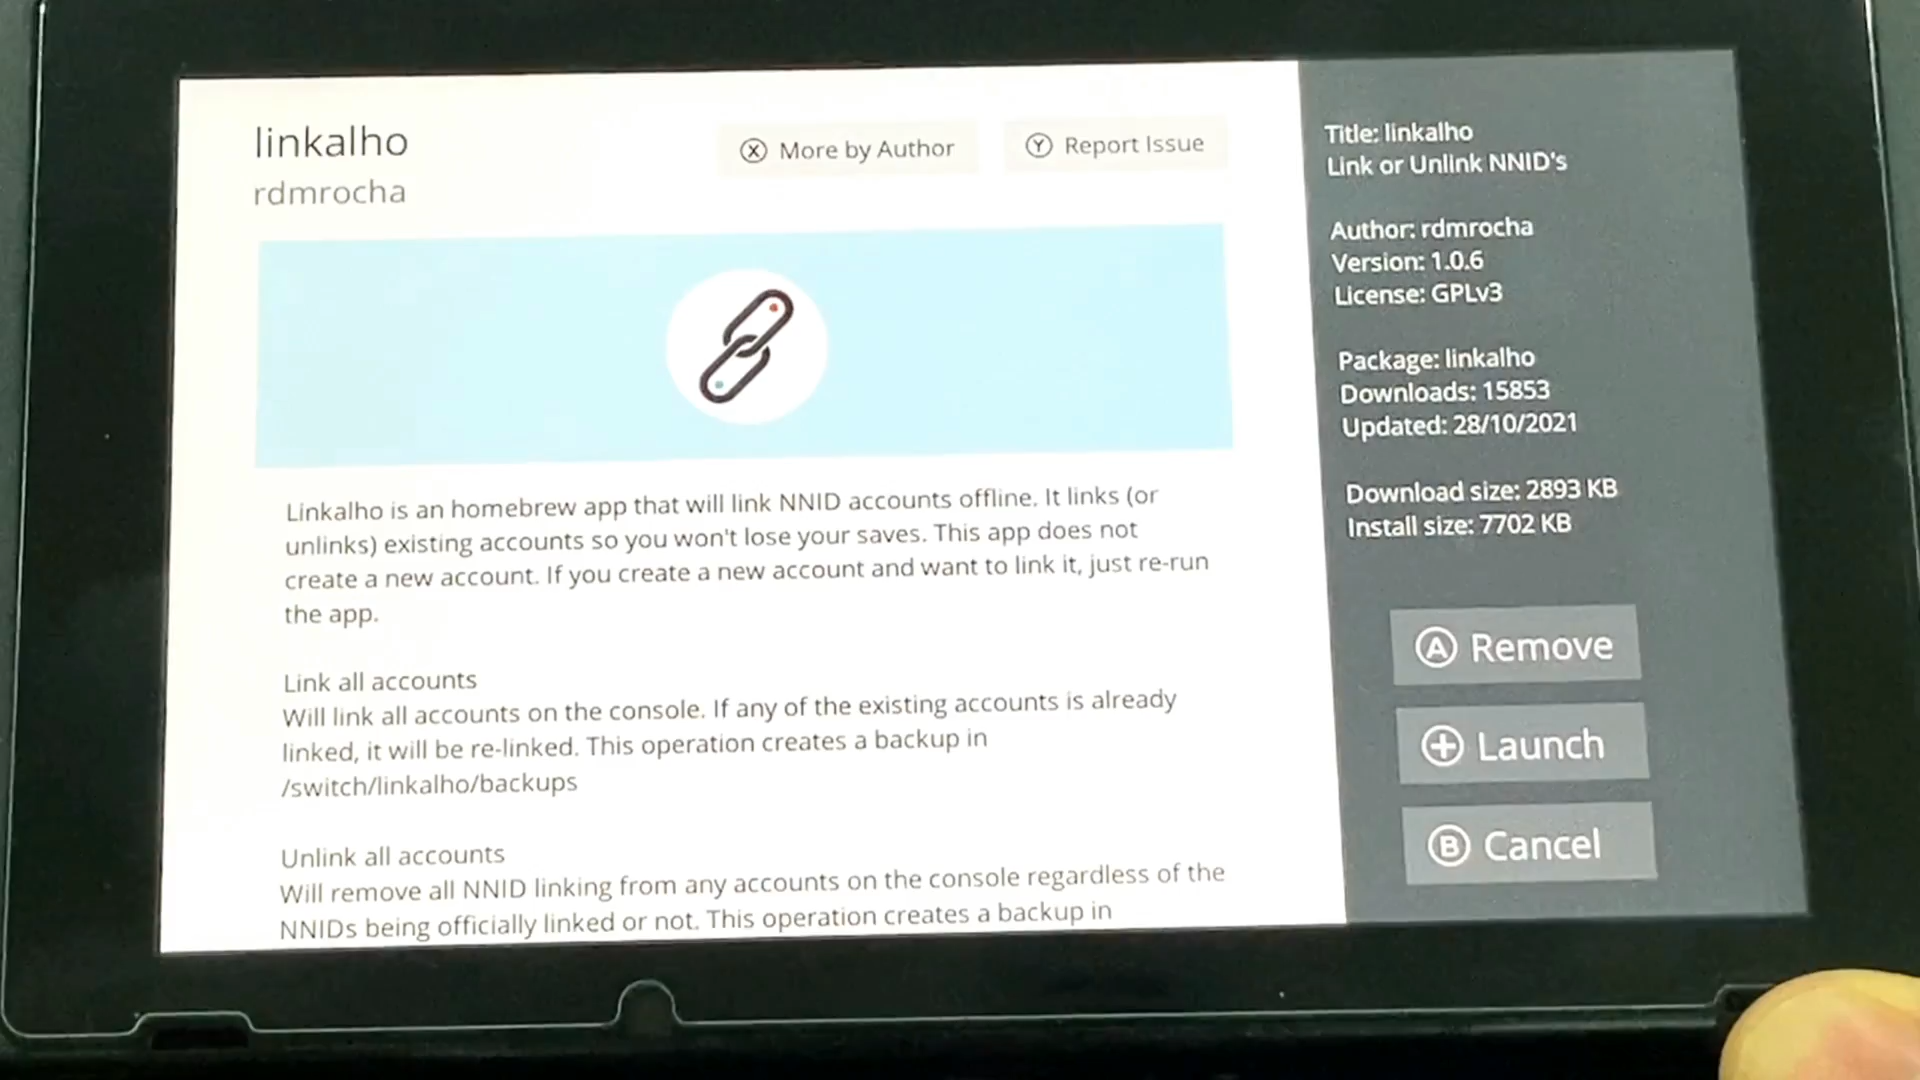 linkalho
rdmrocha
X More by Author
Y Report Issue
Linkalho is an homebrew app that will link NNID accounts offline. It links (or
unlinks) existing accounts so you won't lose your saves. This app does not
create a new account. If you create a new account and want to link it, just re-run
the app.
Link all accounts
Will link all accounts on the console. If any of the existing accounts is already
linked, it will be re-linked. This operation creates a backup in
/switch/linkalho/backups
Unlink all accounts
Will remove all NNID linking from any accounts on the console regardless of the
NNIDs being officially linked or not. This operation creates a backup in
Title: linkalho
Link or Unlink NNID's
Author: rdmrocha
Version: 1.0.6
License: GPLv3
Package: linkalho
Downloads: 15853
Updated: 28/10/2021
Download size: 2893 KB
Install size: 7702 KB
A Remove
+ Launch
B Cancel